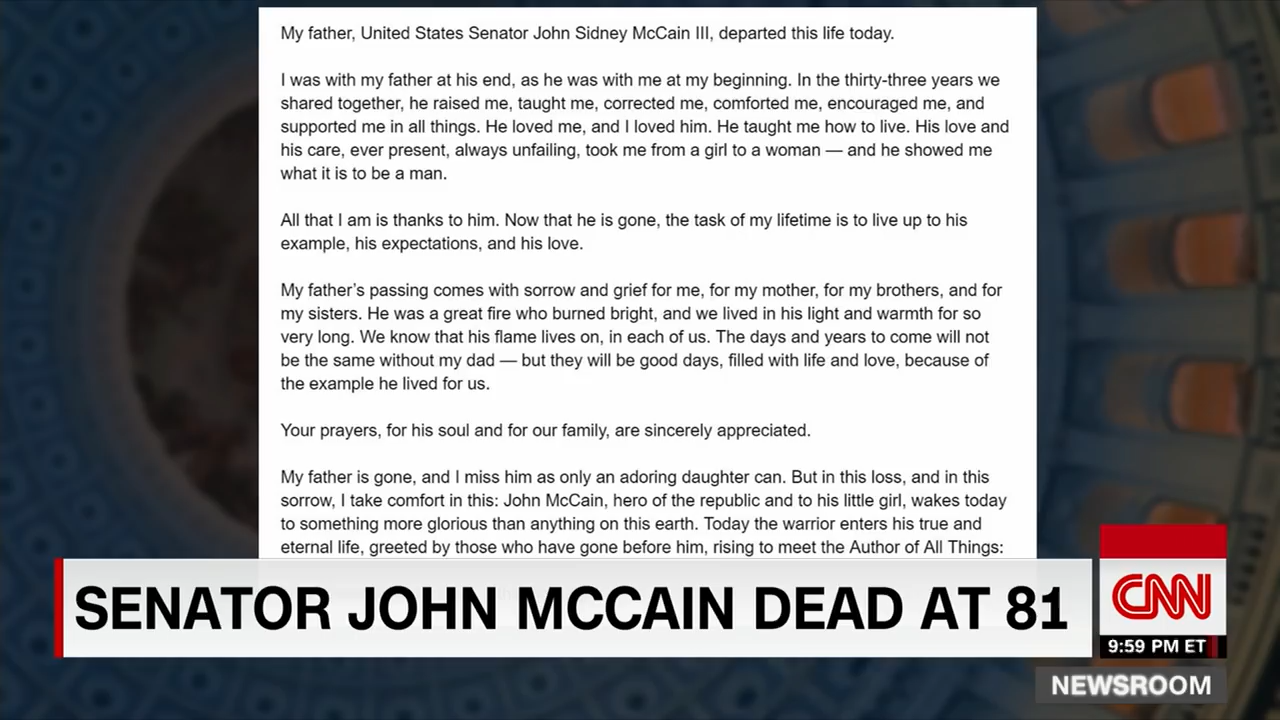 My father, United States Senator John Sidney McCain III, departed this life today.
I was with my father at his end, as he was with me at my beginning. In the thirty-three years we
shared together, he raised me, taught me, corrected me, comforted me, encouraged me, and
supported me in all things. He loved me, and I loved him. He taught me how to live. His love and
his care, ever present, always unfailing, took me from a girl to a woman — and he showed me
what it is to be a man.
All that I am is thanks to him. Now that he is gone, the task of my lifetime is to live up to his
example, his expectations, and his love.
My father’s passing comes with sorrow and grief for me, for my mother, for my brothers, and for
my sisters. He was a great fire who burned bright, and we lived in his light and warmth for so
very long. We know that his flame lives on, in each of us. The days and years to come will not
be the same without my dad — but they will be good days, filled with life and love, because of
the example he lived for us.
Your prayers, for his soul and for our family, are sincerely appreciated.
My father is gone, and I miss him as only an adoring daughter can. But in this loss, and in this
sorrow, I take comfort in this: John McCain, hero of the republic and to his little girl, wakes today
to something more glorious than anything on this earth. Today the warrior enters his true and
eternal life, greeted by those who have gone before him, rising to meet the Author of All Things:
SENATOR JOHN MCCAIN DEAD AT 81
CNN
9:59 PM ET
NEWSROOM